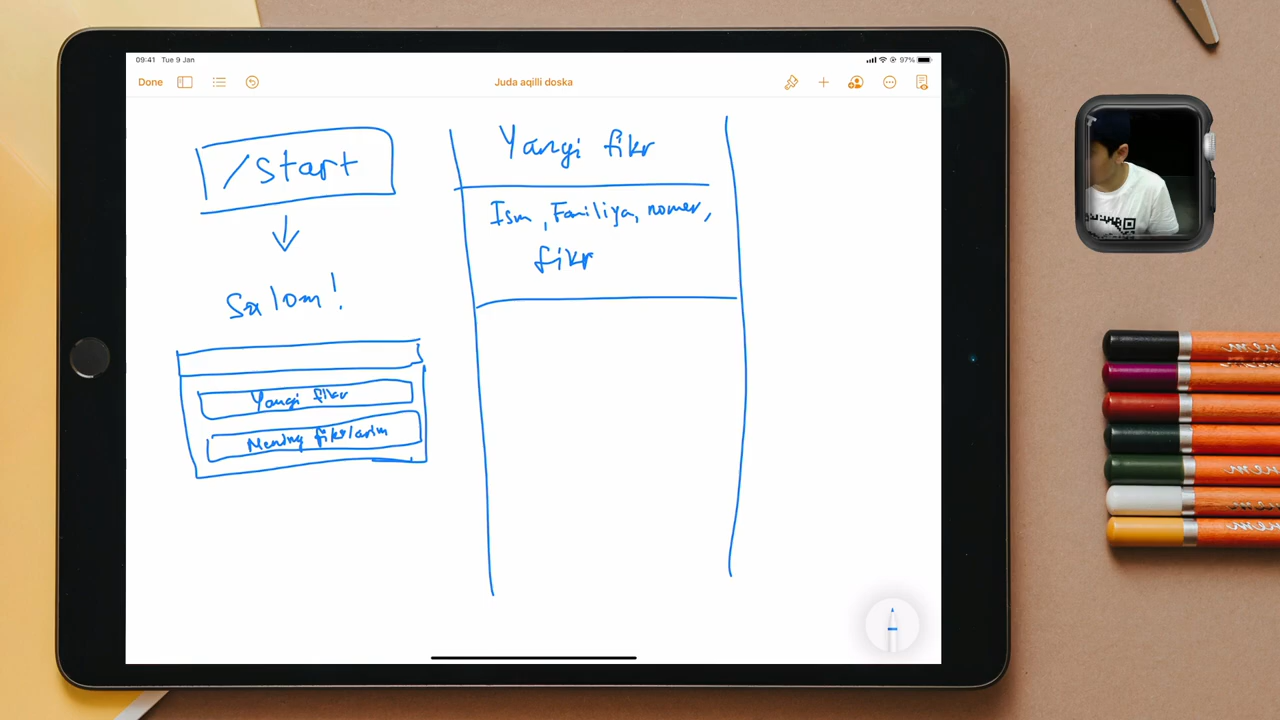 09:41 Tue 9 Jan
97%
Done
Juda aqilli doska
/start
Salom!
Yangi fikr
Mening fikrlarim
Yangi fikr
Ism, Familiya, nomer,
fikr